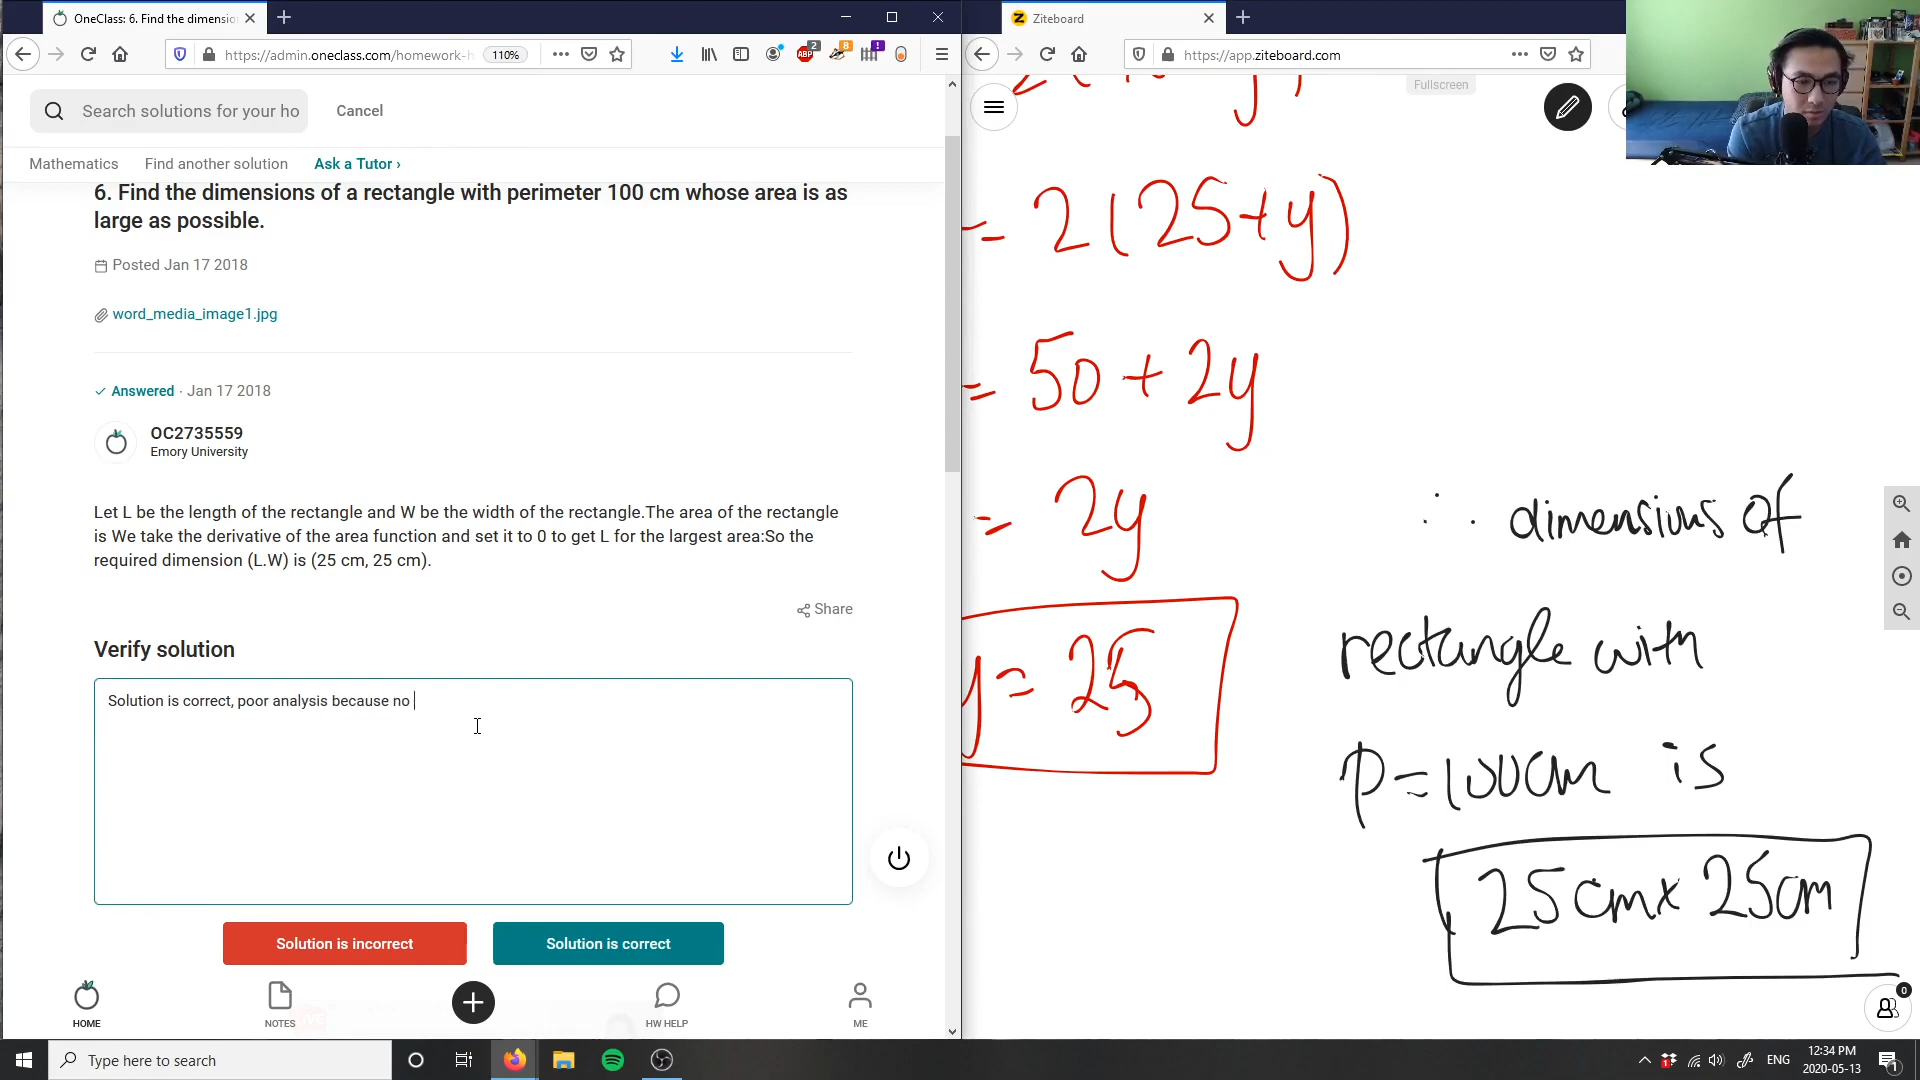 OneClass: 6. Find the dimensio
Ziteboard
https://admin.oneclass.com/homework-h
110%
2
8
!
https://app.ziteboard.com
Fullscreen
Search solutions for your ho
Cancel
Mathematics
Find another solution
Ask a Tutor ›
6. Find the dimensions of a rectangle with perimeter 100 cm whose area is as
large as possible.
Posted Jan 17 2018
word_media_image1.jpg
Answered · Jan 17 2018
OC2735559
Emory University
Let L be the length of the rectangle and W be the width of the rectangle.The area of the rectangle
is We take the derivative of the area function and set it to 0 to get L for the largest area:So the
required dimension (L.W) is (25 cm, 25 cm).
Share
Verify solution
Solution is correct, poor analysis because no
Solution is incorrect
Solution is correct
HOME
NOTES
HW HELP
ME
= 2(25+y)
= 50 + 2y
= 2y
y = 25
∴ dimensions of
rectangle with
P=100cm is
25cm x 25cm
0
Type here to search
ENG
12:34 PM
2020-05-13
1